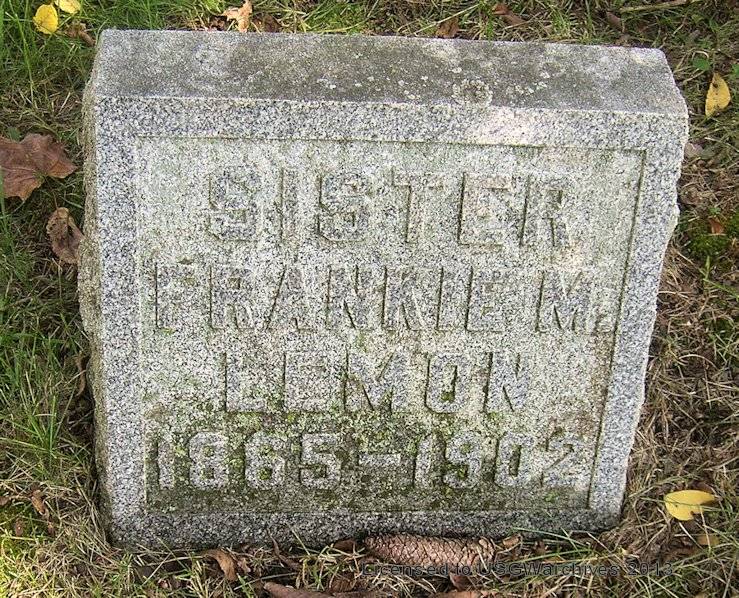 SISTER
FRANKIE M.
LEMON
1865-1902
Licensed to USGWarchives 2013